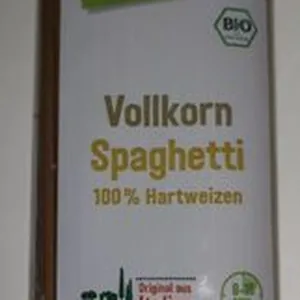 BIO
Vollkorn
Spaghetti
100% Hartweizen
Original aus